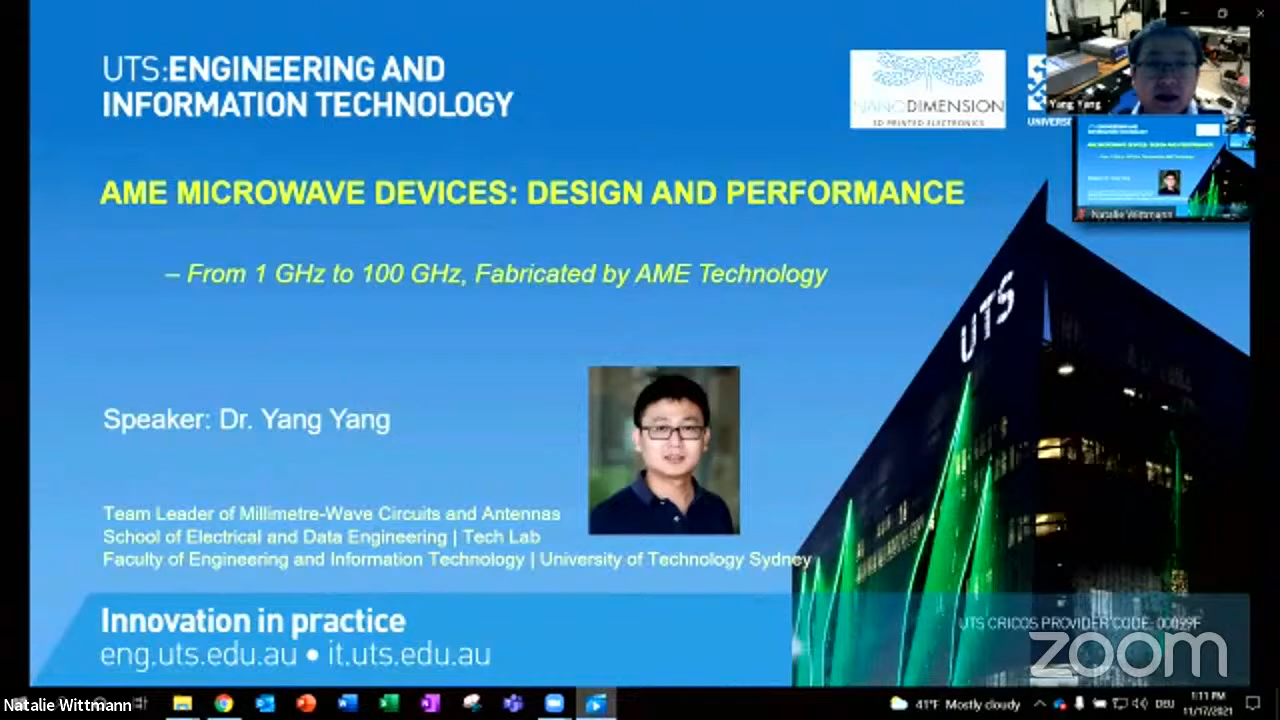 UTS:ENGINEERING AND
INFORMATION TECHNOLOGY
NANODIMENSION
3D PRINTED ELECTRONICS
Yang Yang
Natalie Wittmann
AME MICROWAVE DEVICES: DESIGN AND PERFORMANCE
– From 1 GHz to 100 GHz, Fabricated by AME Technology
UTS
Speaker: Dr. Yang Yang
Team Leader of Millimetre-Wave Circuits and Antennas
School of Electrical and Data Engineering | Tech Lab
Faculty of Engineering and Information Technology | University of Technology Sydney
Innovation in practice
eng.uts.edu.au • it.uts.edu.au
UTS CRICOS PROVIDER CODE: 00099F
zoom
Natalie Wittmann
41°F Mostly cloudy
DEU
1:11 PM
11/17/2021